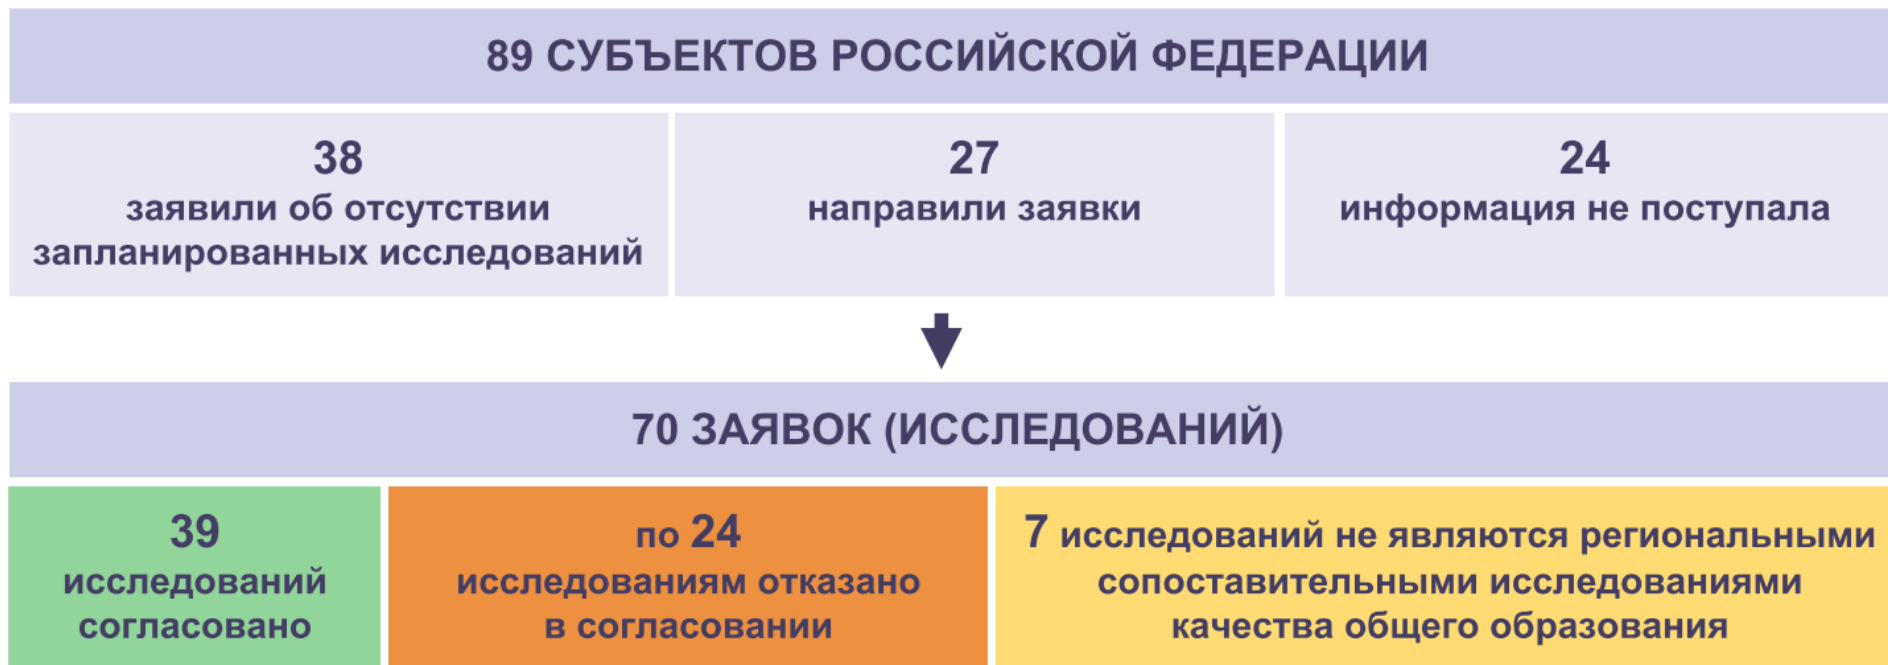 89 СУБЪЕКТОВ РОССИЙСКОЙ ФЕДЕРАЦИИ
38
заявили об отсутствии
запланированных исследований
27
направили заявки
24
информация не поступала
70 ЗАЯВОК (ИССЛЕДОВАНИЙ)
39
исследований
согласовано
по 24
исследованиям отказано
в согласовании
7 исследований не являются региональными
сопоставительными исследованиями
качества общего образования